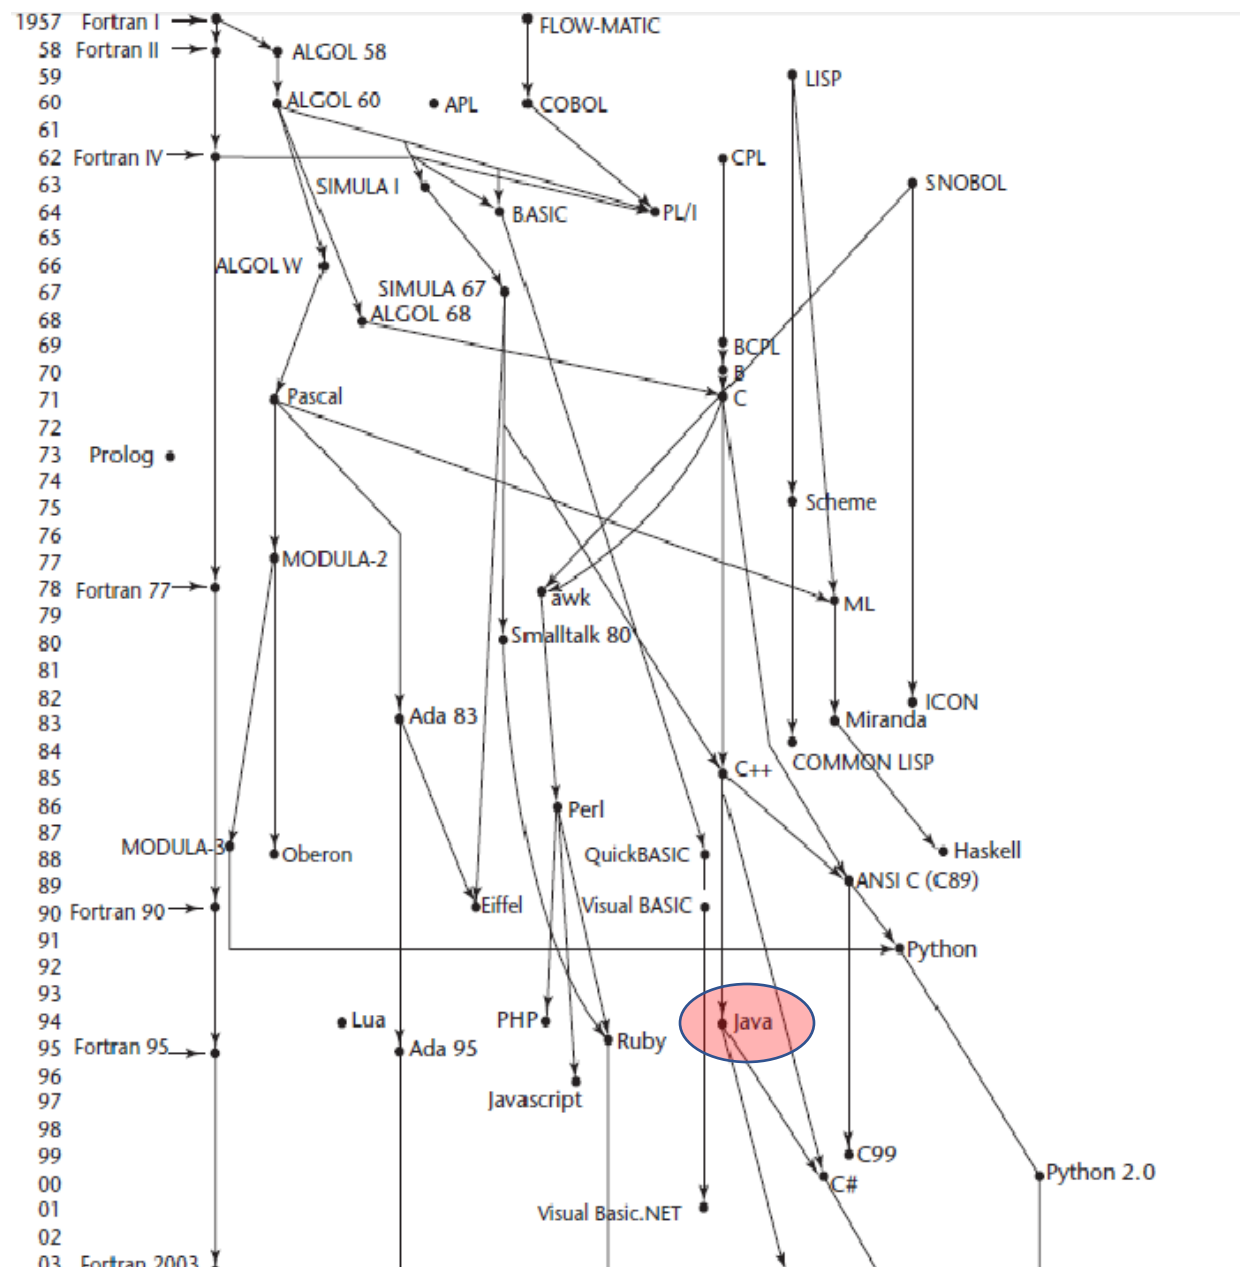 1957 Fortran I FLOW-MATIC
58 Fortran II ALGOL 58
59 LISP
60 ALGOL 60 APL COBOL
61
62 Fortran IV CPL
63 SIMULA I SNOBOL
64 BASIC PL/I
65
66 ALGOL W
67 SIMULA 67
68 ALGOL 68
69 BCPL
70 B
71 Pascal C
72
73 Prolog
74
75 Scheme
76
77 MODULA-2
78 Fortran 77 awk ML
79
80 Smalltalk 80
81
82 ICON
83 Ada 83 Miranda
84 COMMON LISP
85 C++
86 Perl
87 MODULA-3
88 Oberon QuickBASIC Haskell
89 ANSI C (C89)
90 Fortran 90 Eiffel Visual BASIC
91 Python
92
93
94 Lua PHP Java
95 Fortran 95 Ada 95 Ruby
96
97 Javascript
98
99 C99
00 C# Python 2.0
01 Visual Basic.NET
02
03 Fortran 2003